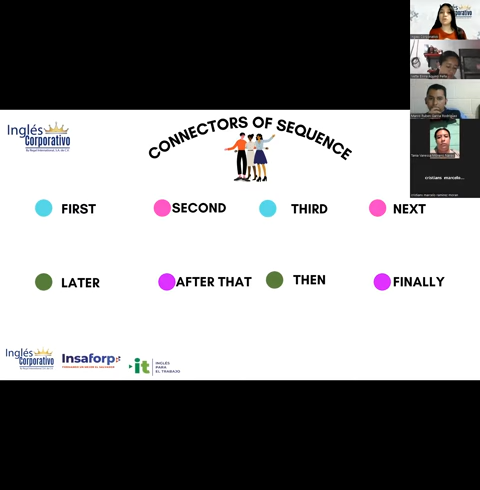 Inglés
Corporativo
CONNECTORS OF SEQUENCE
FIRST
SECOND
THIRD
NEXT
LATER
AFTER THAT
THEN
FINALLY
Inglés
Corporativo
Insaforp
it
INGLÉS
PARA
EL TRABAJO
cristians marcelo...